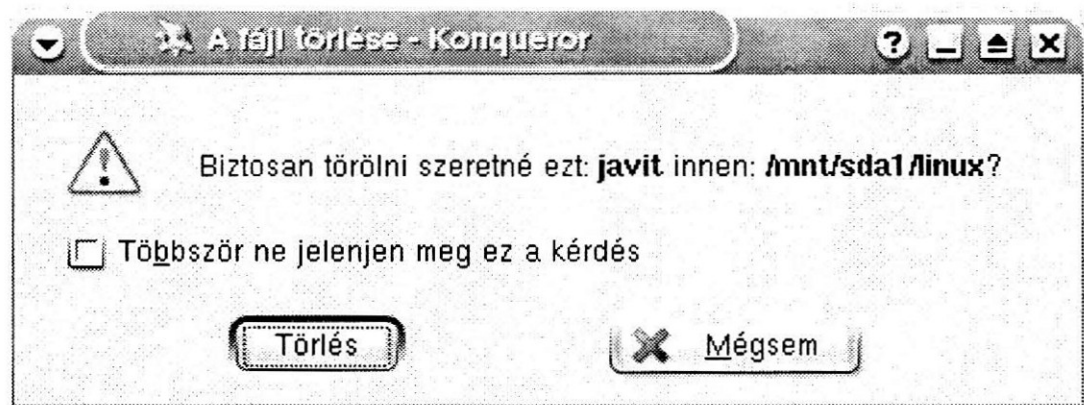 A fájl törlése - Konqueror
Biztosan törölni szeretné ezt: javit innen: /mnt/sda1/linux?
Többször ne jelenjen meg ez a kérdés
Törlés
Mégsem